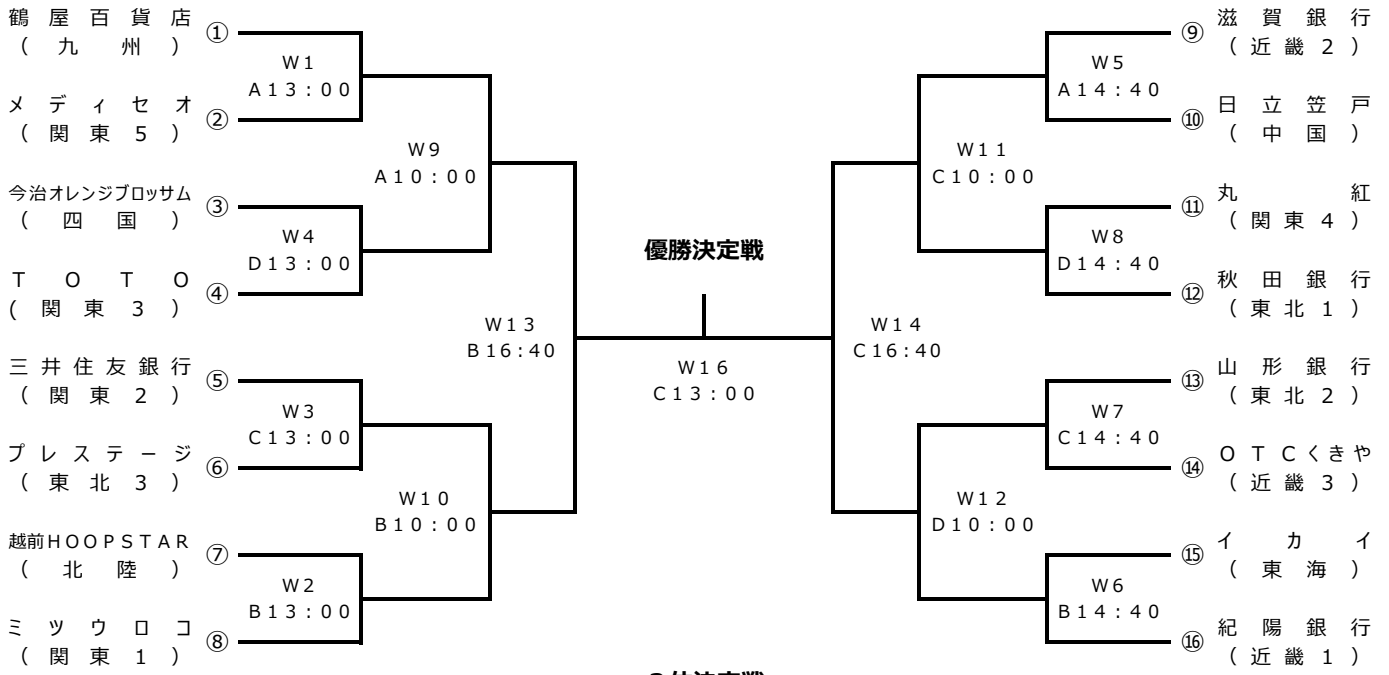 鶴屋百貨店
(九州)
①
W1
A13:00
メディセオ
(関東5)
②
W9
A10:00
今治オレンジブロッサム
(四国)
③
W4
D13:00
TOTO
(関東3)
④
W13
B16:40
三井住友銀行
(関東2)
⑤
W3
C13:00
プレステージ
(東北3)
⑥
W10
B10:00
越前HOOPSTAR
(北陸)
⑦
W2
B13:00
ミツウロコ
(関東1)
⑧
優勝決定戦
W16
C13:00
⑨
滋賀銀行
(近畿2)
W5
A14:40
⑩
日立笠戸
(中国)
W11
C10:00
⑪
丸紅
(関東4)
W8
D14:40
⑫
秋田銀行
(東北1)
W14
C16:40
⑬
山形銀行
(東北2)
W7
C14:40
⑭
OTCくきや
(近畿3)
W12
D10:00
⑮
イカイ
(東海)
W6
B14:40
⑯
紀陽銀行
(近畿1)